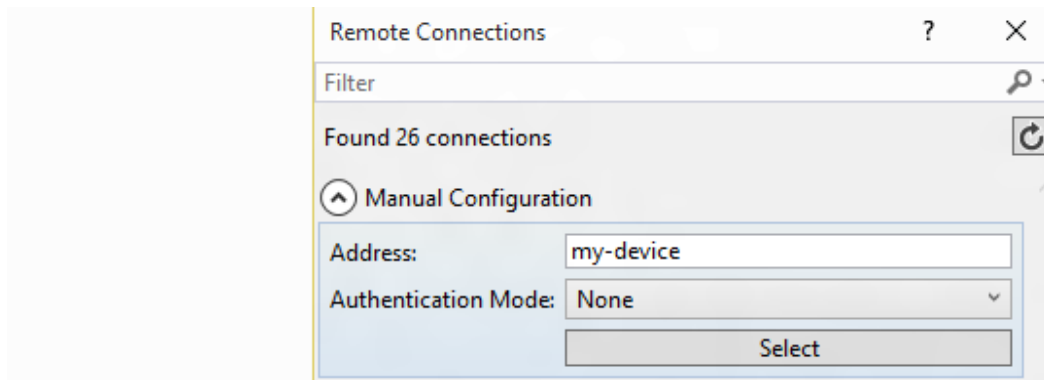 Remote Connections ?
Filter
Found 26 connections
Manual Configuration
Address: my-device
Authentication Mode: None
Select